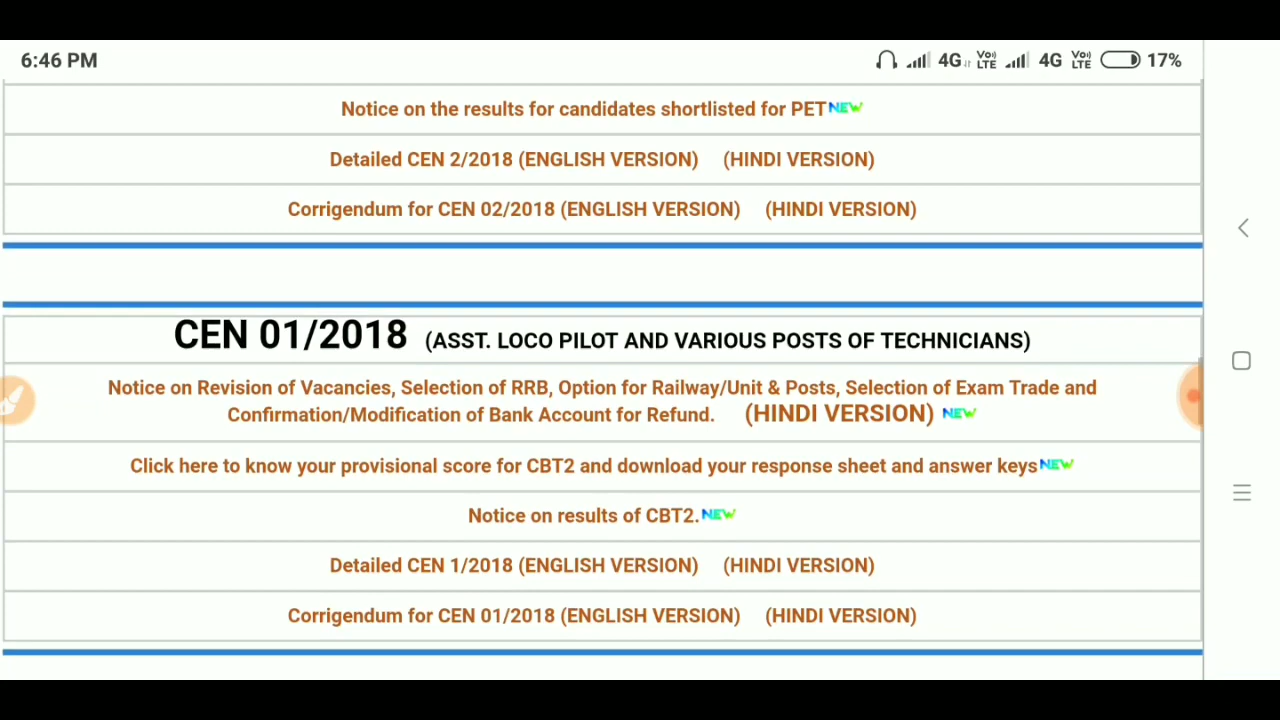 6:46 PM 4G Vo)) LTE 4G Vo)) LTE 17%
Notice on the results for candidates shortlisted for PET NEW
Detailed CEN 2/2018 (ENGLISH VERSION) (HINDI VERSION)
Corrigendum for CEN 02/2018 (ENGLISH VERSION) (HINDI VERSION)
CEN 01/2018 (ASST. LOCO PILOT AND VARIOUS POSTS OF TECHNICIANS)
Notice on Revision of Vacancies, Selection of RRB, Option for Railway/Unit & Posts, Selection of Exam Trade and
Confirmation/Modification of Bank Account for Refund. (HINDI VERSION) NEW
Click here to know your provisional score for CBT2 and download your response sheet and answer keys NEW
Notice on results of CBT2. NEW
Detailed CEN 1/2018 (ENGLISH VERSION) (HINDI VERSION)
Corrigendum for CEN 01/2018 (ENGLISH VERSION) (HINDI VERSION)